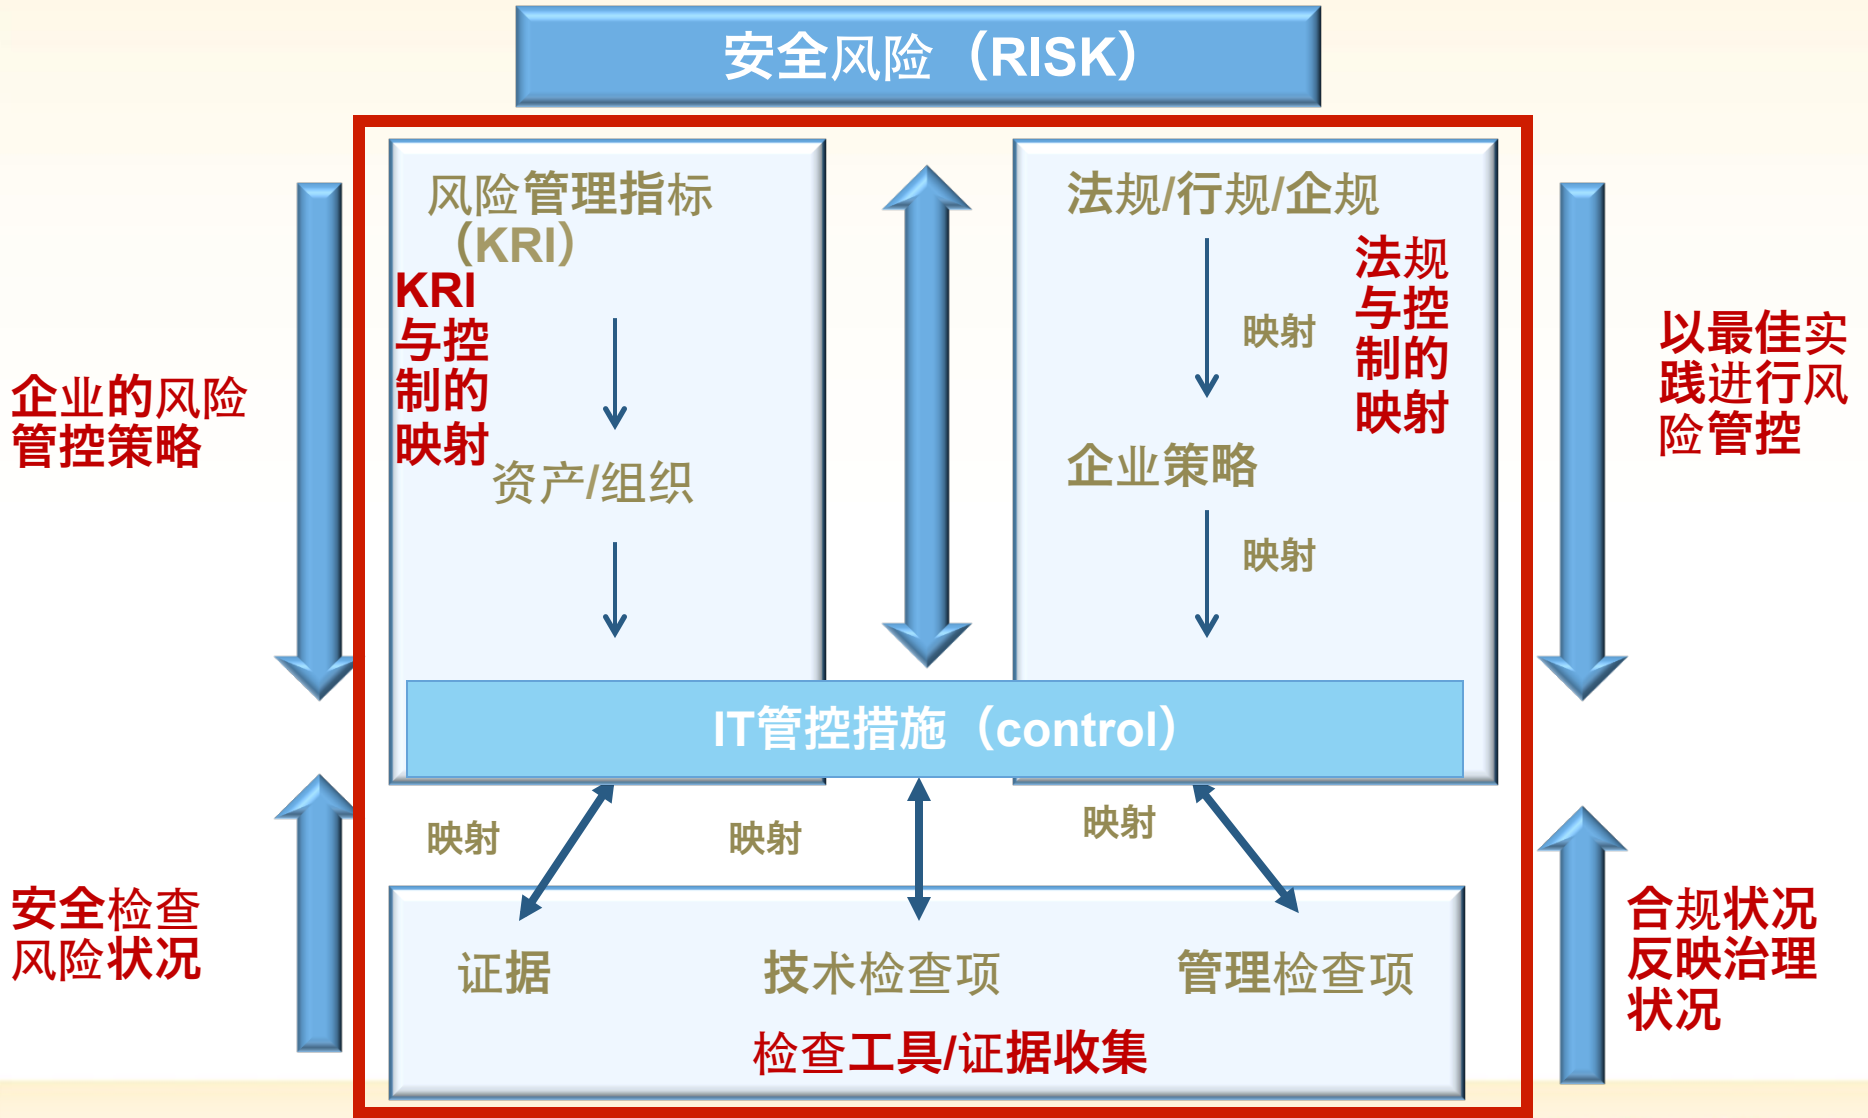 安全风险（RISK）
风险管理指标
（KRI）
KRI
与控
制的
映射
资产/组织
法规/行规/企规
法规
与控
制的
映射
映射
企业策略
映射
企业的风险
管控策略
以最佳实
践进行风
险管控
IT管控措施（control）
映射
映射
映射
安全检查
风险状况
合规状况
反映治理
状况
证据
技术检查项
管理检查项
检查工具/证据收集